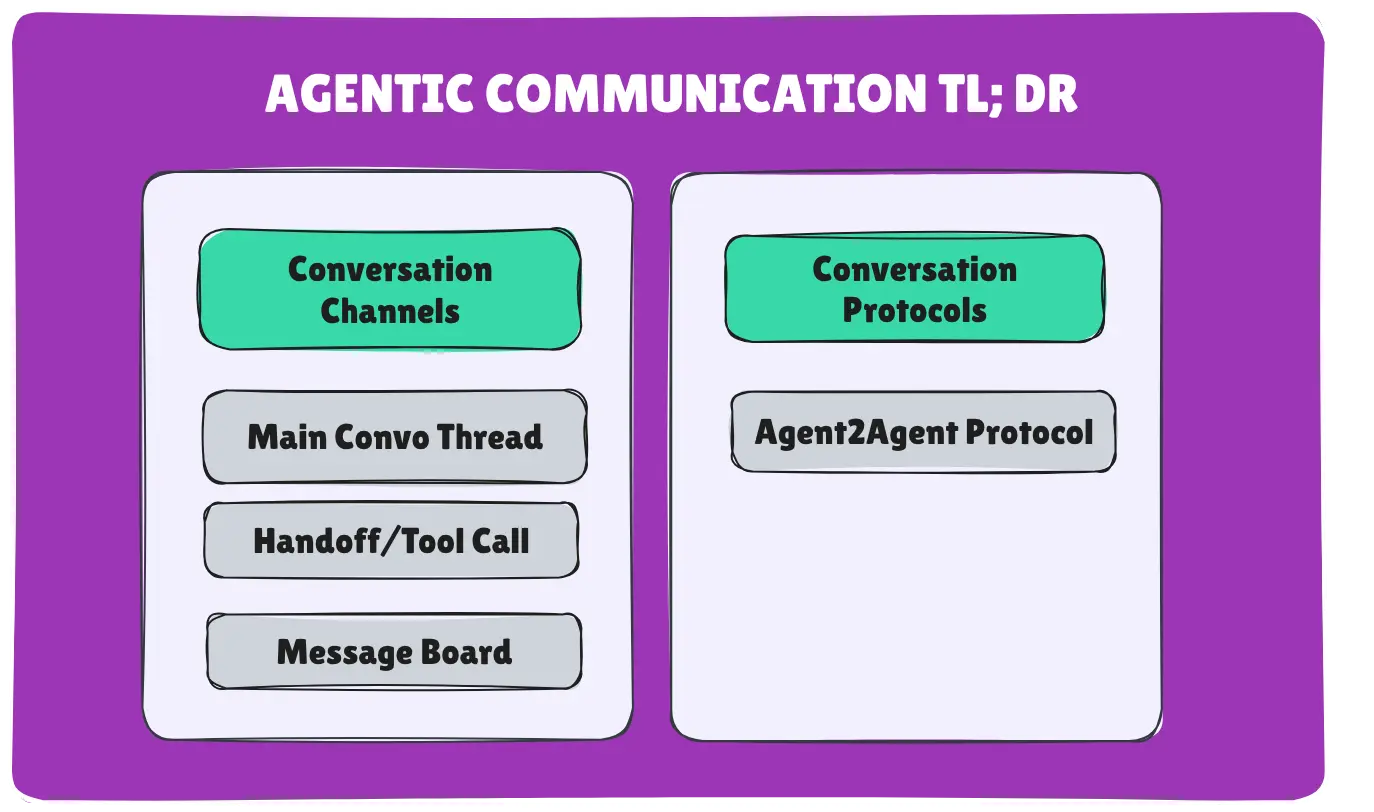 AGENTIC COMMUNICATION TL; DR
Conversation
Channels
Main Convo Thread
Handoff/Tool Call
Message Board
Conversation
Protocols
Agent2Agent Protocol